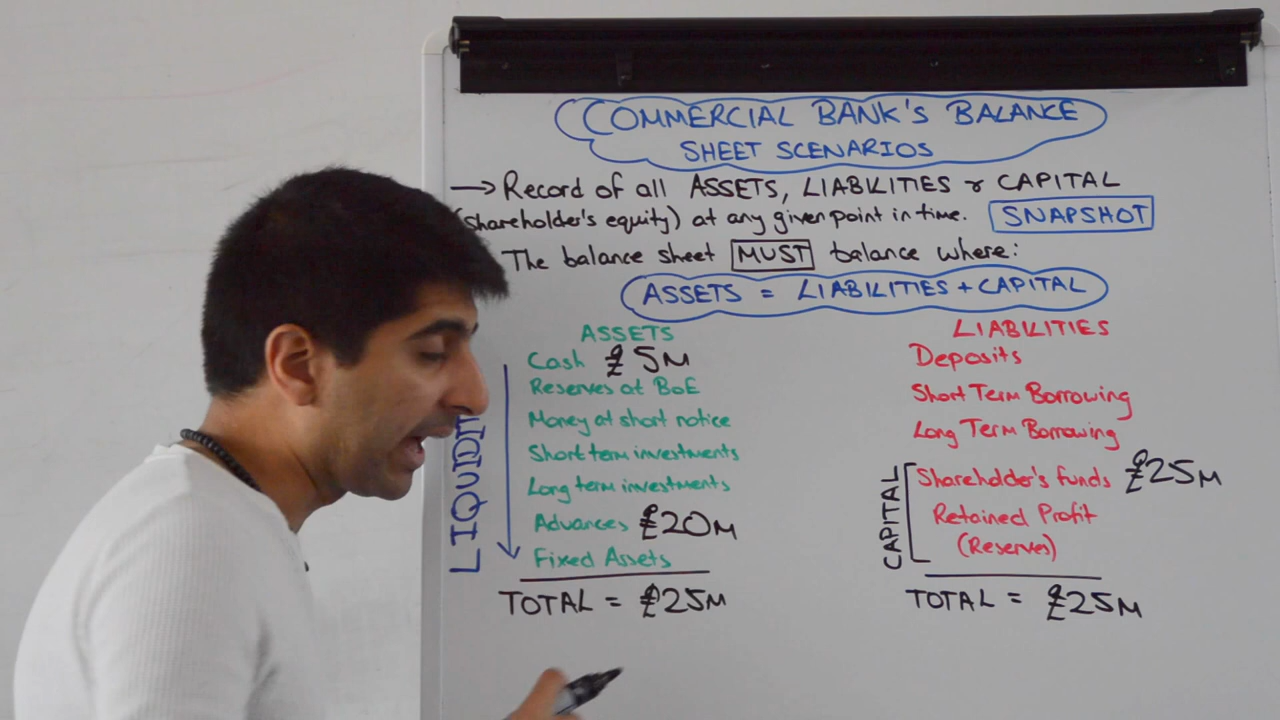 COMMERCIAL BANK'S BALANCE
SHEET SCENARIOS
→ Record of all ASSETS, LIABILITIES & CAPITAL
(shareholder's equity) at any given point in time. SNAPSHOT
The balance sheet MUST balance where:
ASSETS = LIABILITIES + CAPITAL
ASSETS
Cash £5M
Reserves at BoE
Money at short notice
Short term investments
Long term investments
Advances £20M
Fixed Assets
TOTAL = £25M
LIQUIDIT
LIABILITIES
Deposits
Short Term Borrowing
Long Term Borrowing
Shareholder's funds £25M
Retained Profit
(Reserves)
CAPITAL
TOTAL = £25M